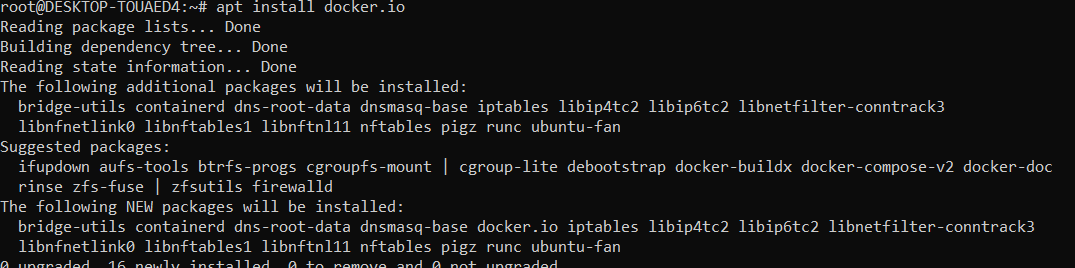 root@DESKTOP-TOUAED4:~# apt install docker.io
Reading package lists... Done
Building dependency tree... Done
Reading state information... Done
The following additional packages will be installed:
  bridge-utils containerd dns-root-data dnsmasq-base iptables libip4tc2 libip6tc2 libnetfilter-conntrack3
  libnfnetlink0 libnftables1 libnftnl11 nftables pigz runc ubuntu-fan
Suggested packages:
  ifupdown aufs-tools btrfs-progs cgroupfs-mount | cgroup-lite debootstrap docker-buildx docker-compose-v2 docker-doc
  rinse zfs-fuse | zfsutils firewalld
The following NEW packages will be installed:
  bridge-utils containerd dns-root-data dnsmasq-base docker.io iptables libip4tc2 libip6tc2 libnetfilter-conntrack3
  libnfnetlink0 libnftables1 libnftnl11 nftables pigz runc ubuntu-fan
0 upgraded, 16 newly installed, 0 to remove and 0 not upgraded